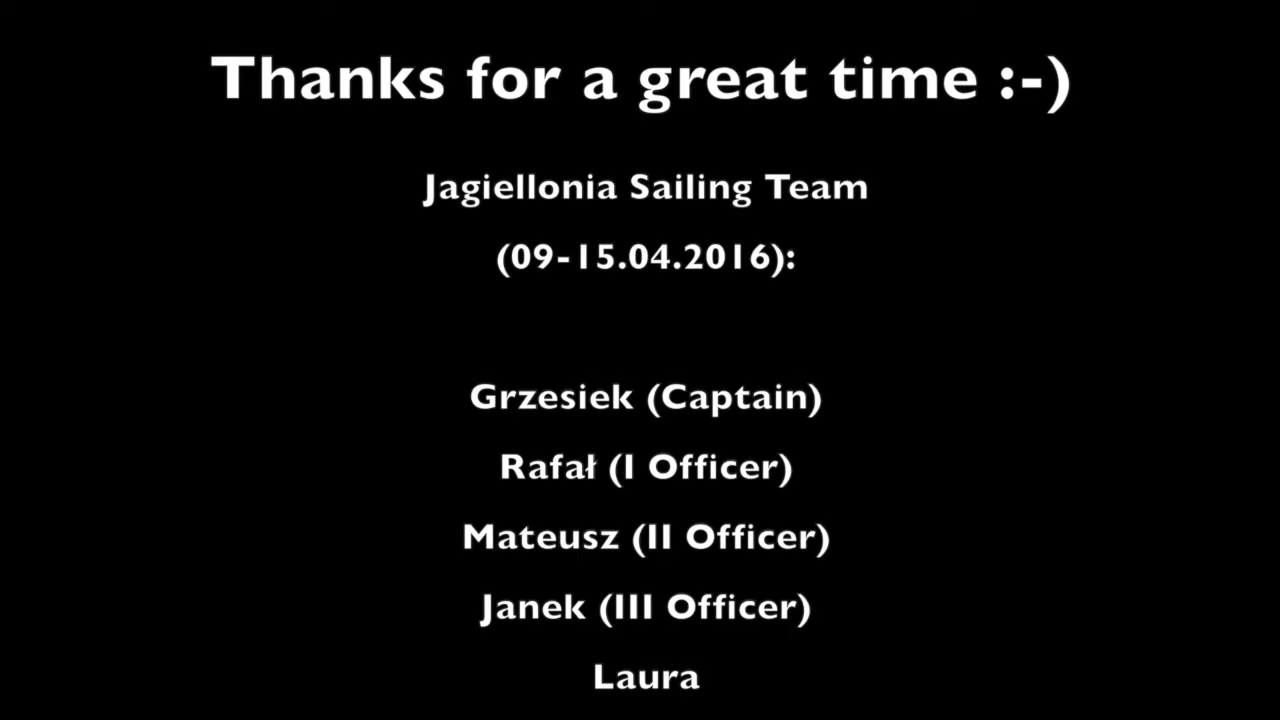 Thanks for a great time :-)
Jagiellonia Sailing Team
(09-15.04.2016):
Grzesiek (Captain)
Rafał (I Officer)
Mateusz (II Officer)
Janek (III Officer)
Laura